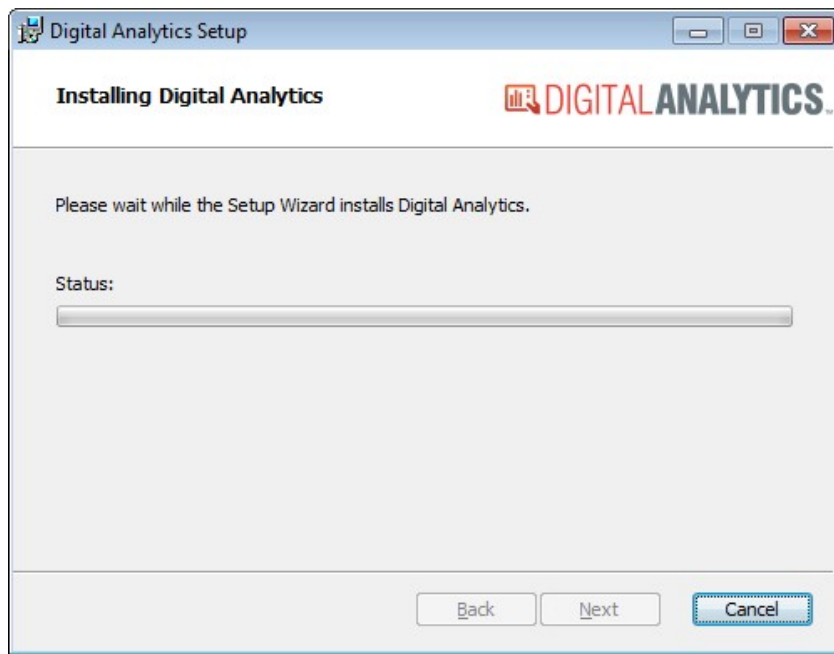 Digital Analytics Setup
Installing Digital Analytics
DIGITALANALYTICS
Please wait while the Setup Wizard installs Digital Analytics.
Status:
Back
Next
Cancel